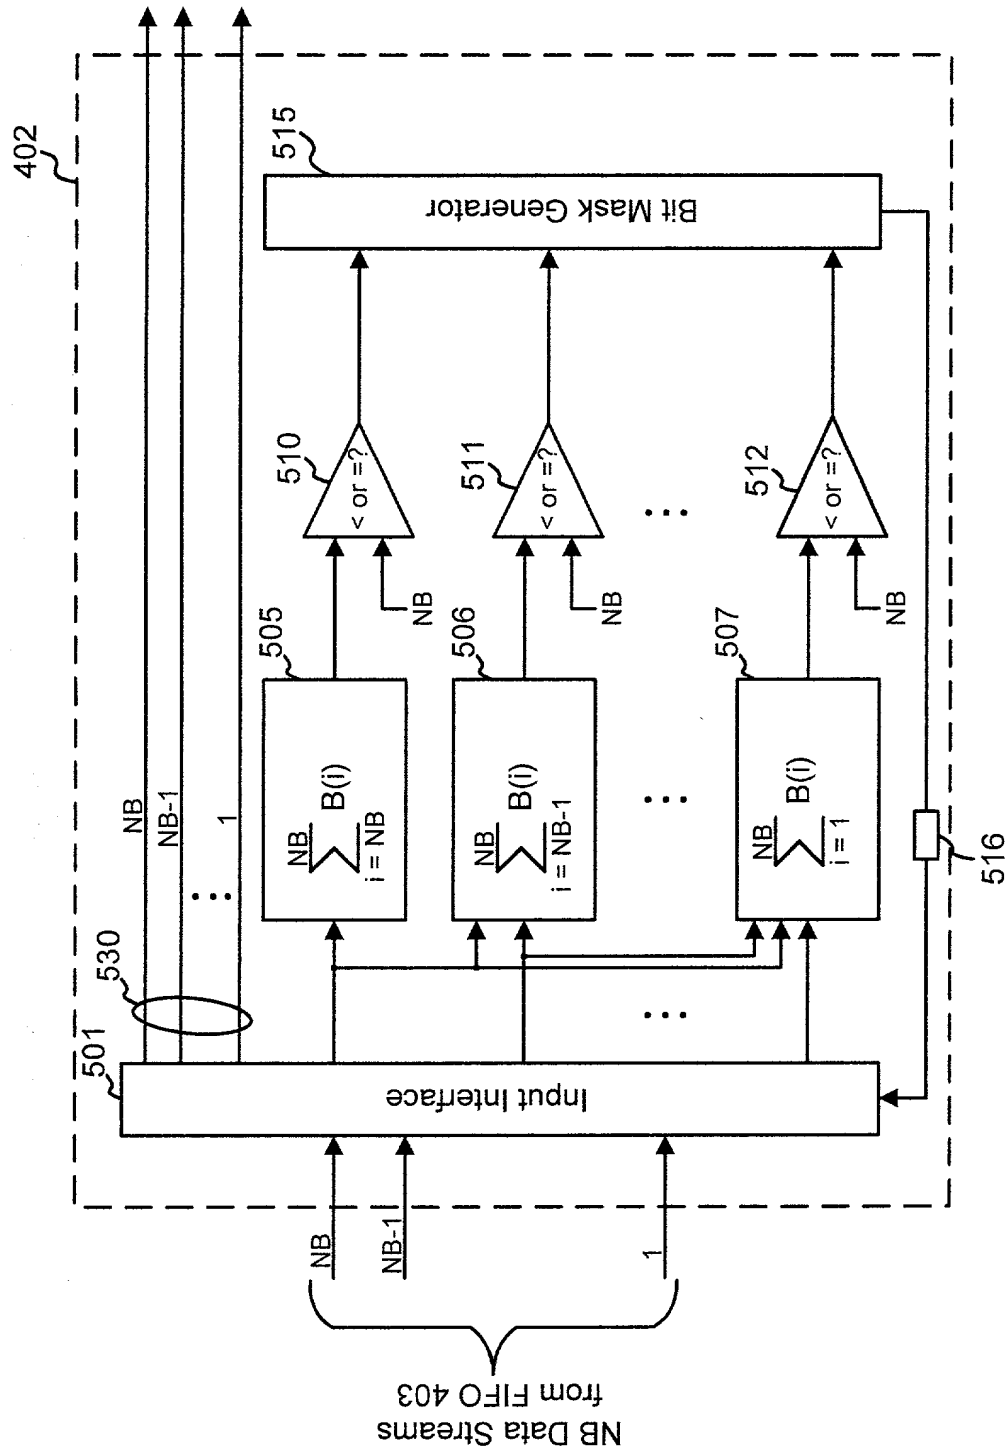 402
530
NB
NB-1
1
...
501
Input Interface
NB
NB-1
1
NB Data Streams
from FIFO 403
505
NB
Σ B(i)
i = NB
506
NB
Σ B(i)
i = NB-1
...
507
NB
Σ B(i)
i = 1
...
510
< or =?
NB
511
< or =?
NB
...
512
< or =?
NB
515
Bit Mask Generator
516